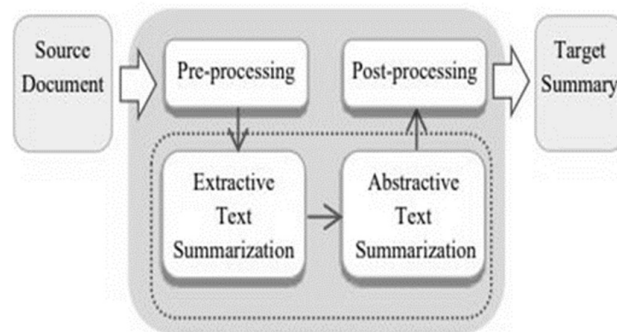 Source
Document
Pre-processing
Post-processing
Target
Summary
Extractive
Text
Summarization
Abstractive
Text
Summarization